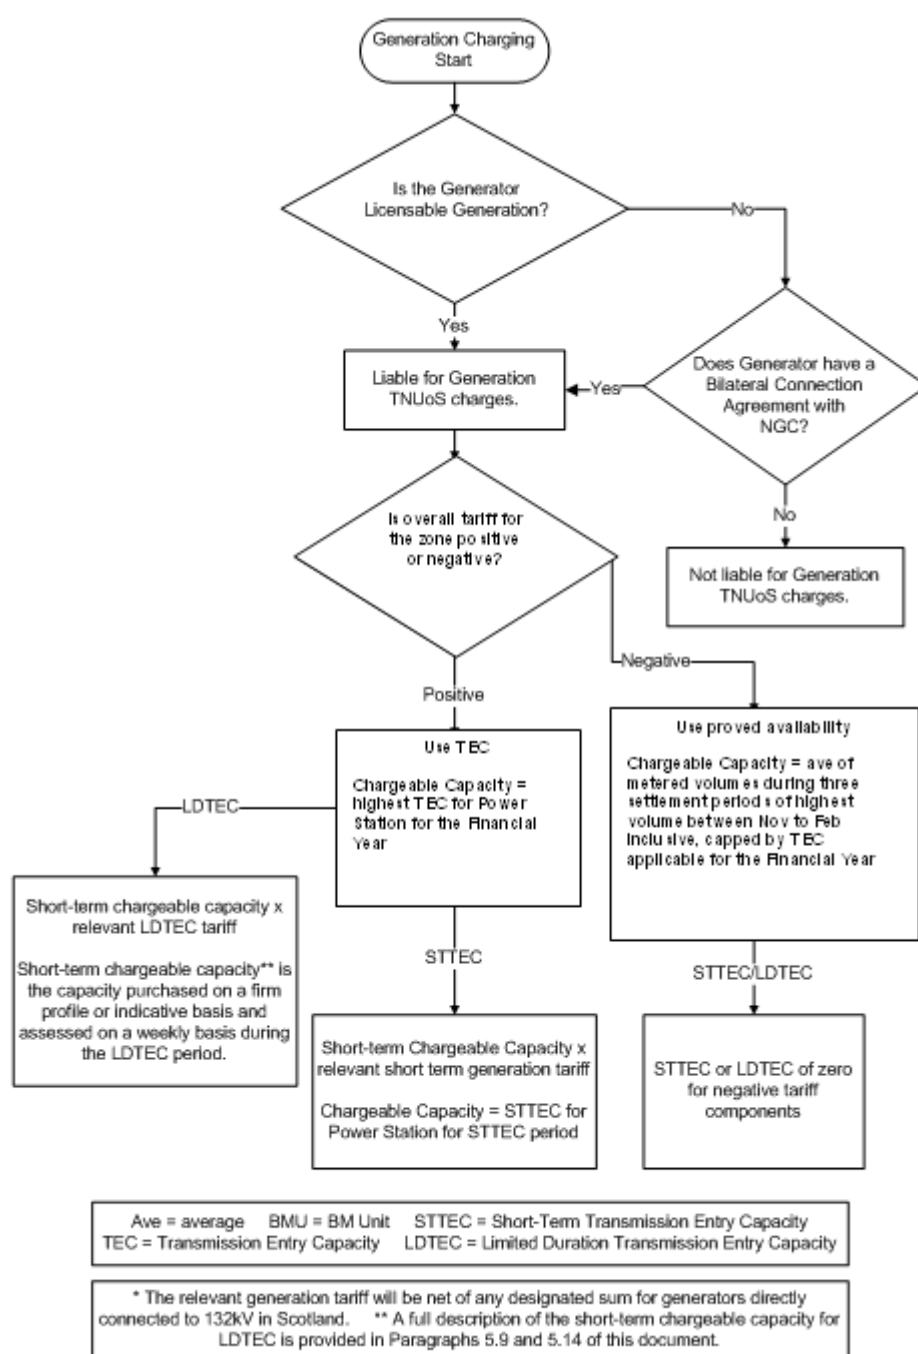 Generation Charging
Start
Is the Generator
Licensable Generation?
No
Yes
Liable for Generation
TNUoS charges.
Yes
Does Generator have a
Bilateral Connection
Agreement with
NGC?
No
Is overall tariff for
the zone positive
or negative?
Not liable for Generation
TNUoS charges.
Negative
Positive
Use TEC
Chargeable Capacity =
highest TEC for Power
Station for the Financial
Year
Use proved availability
Chargeable Capacity = ave of
metered volumes during three
settlement periods of highest
volume between Nov to Feb
inclusive, capped by TEC
applicable for the Financial Year
LDTEC
Short-term chargeable capacity x
relevant LDTEC tariff
Short-term chargeable capacity** is
the capacity purchased on a firm
profile or indicative basis and
assessed on a weekly basis during
the LDTEC period.
STTEC
STTEC/LDTEC
Short-term Chargeable Capacity x
relevant short term generation tariff
Chargeable Capacity = STTEC for
Power Station for STTEC period
STTEC or LDTEC of zero
for negative tariff
components
Ave = average BMU = BM Unit STTEC = Short-Term Transmission Entry Capacity
TEC = Transmission Entry Capacity LDTEC = Limited Duration Transmission Entry Capacity
* The relevant generation tariff will be net of any designated sum for generators directly
connected to 132kV in Scotland. ** A full description of the short-term chargeable capacity for
LDTEC is provided in Paragraphs 5.9 and 5.14 of this document.